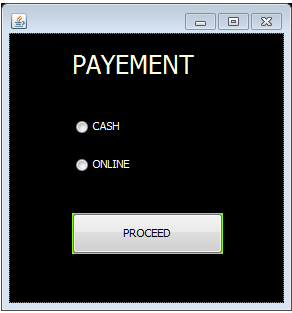 PAYEMENT
CASH
ONLINE
PROCEED